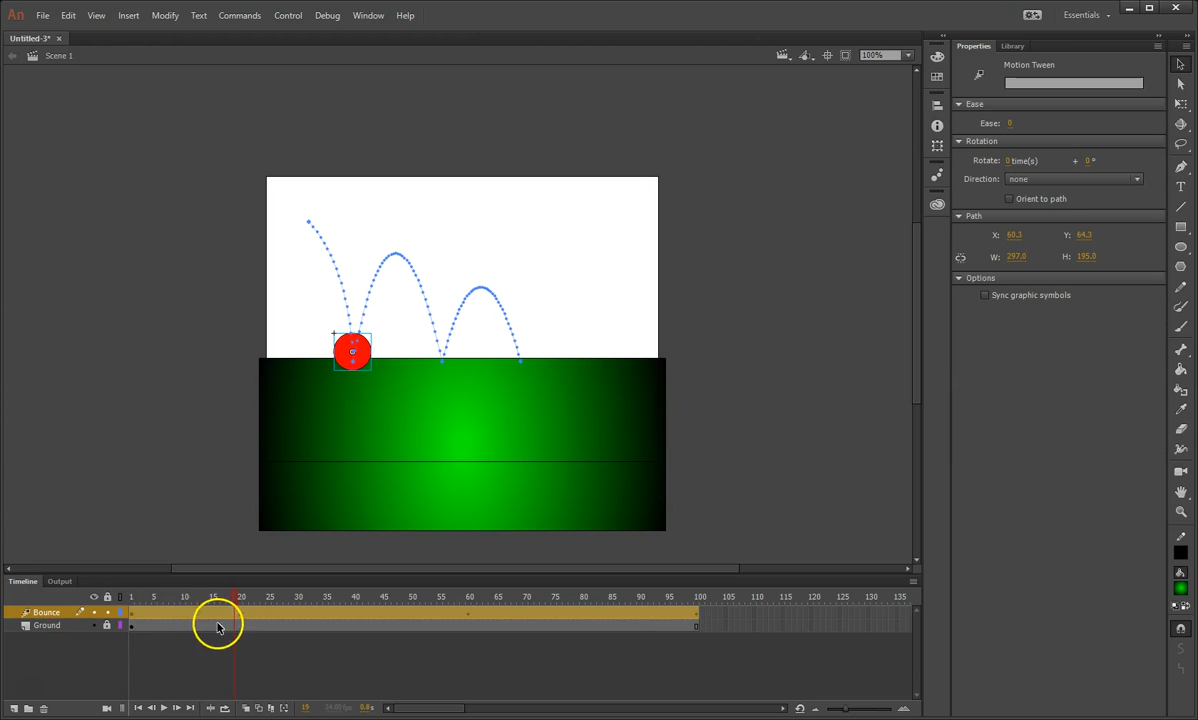 An File Edit View Insert Modify Text Commands Control Debug Window Help Essentials
Untitled-3* ×
Scene 1 100%
Properties Library
Motion Tween
Ease
Ease: 0
Rotation
Rotate: 0 time(s) + 0 °
Direction: none
Orient to path
Path
X: 60.3 Y: 64.3
W: 297.0 H: 195.0
Options
Sync graphic symbols
Timeline Output
1 5 10 15 20 25 30 35 40 45 50 55 60 65 70 75 80 85 90 95 100 105 110 115 120 125 130 135
Bounce
Ground
19 24.00 fps 0.8s